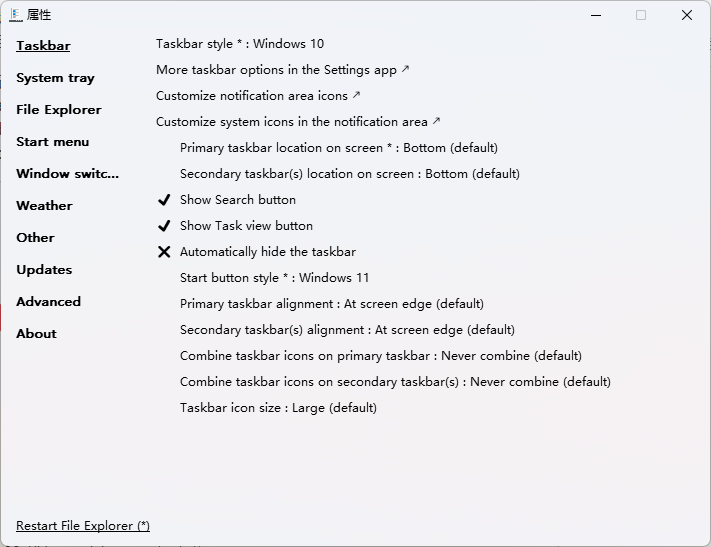 属性
Taskbar
System tray
File Explorer
Start menu
Window switc...
Weather
Other
Updates
Advanced
About
Taskbar style * : Windows 10
More taskbar options in the Settings app ↗
Customize notification area icons ↗
Customize system icons in the notification area ↗
Primary taskbar location on screen * : Bottom (default)
Secondary taskbar(s) location on screen : Bottom (default)
Show Search button
Show Task view button
Automatically hide the taskbar
Start button style * : Windows 11
Primary taskbar alignment : At screen edge (default)
Secondary taskbar(s) alignment : At screen edge (default)
Combine taskbar icons on primary taskbar : Never combine (default)
Combine taskbar icons on secondary taskbar(s) : Never combine (default)
Taskbar icon size : Large (default)
Restart File Explorer (*)